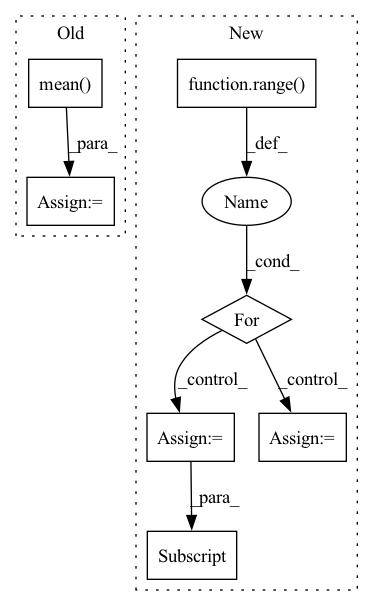 Old
New
mean()
function.range()
_para_
_def_
Assign:=
Name
_cond_
For
_control_
_control_
Assign:=
Assign:=
_para_
Subscript